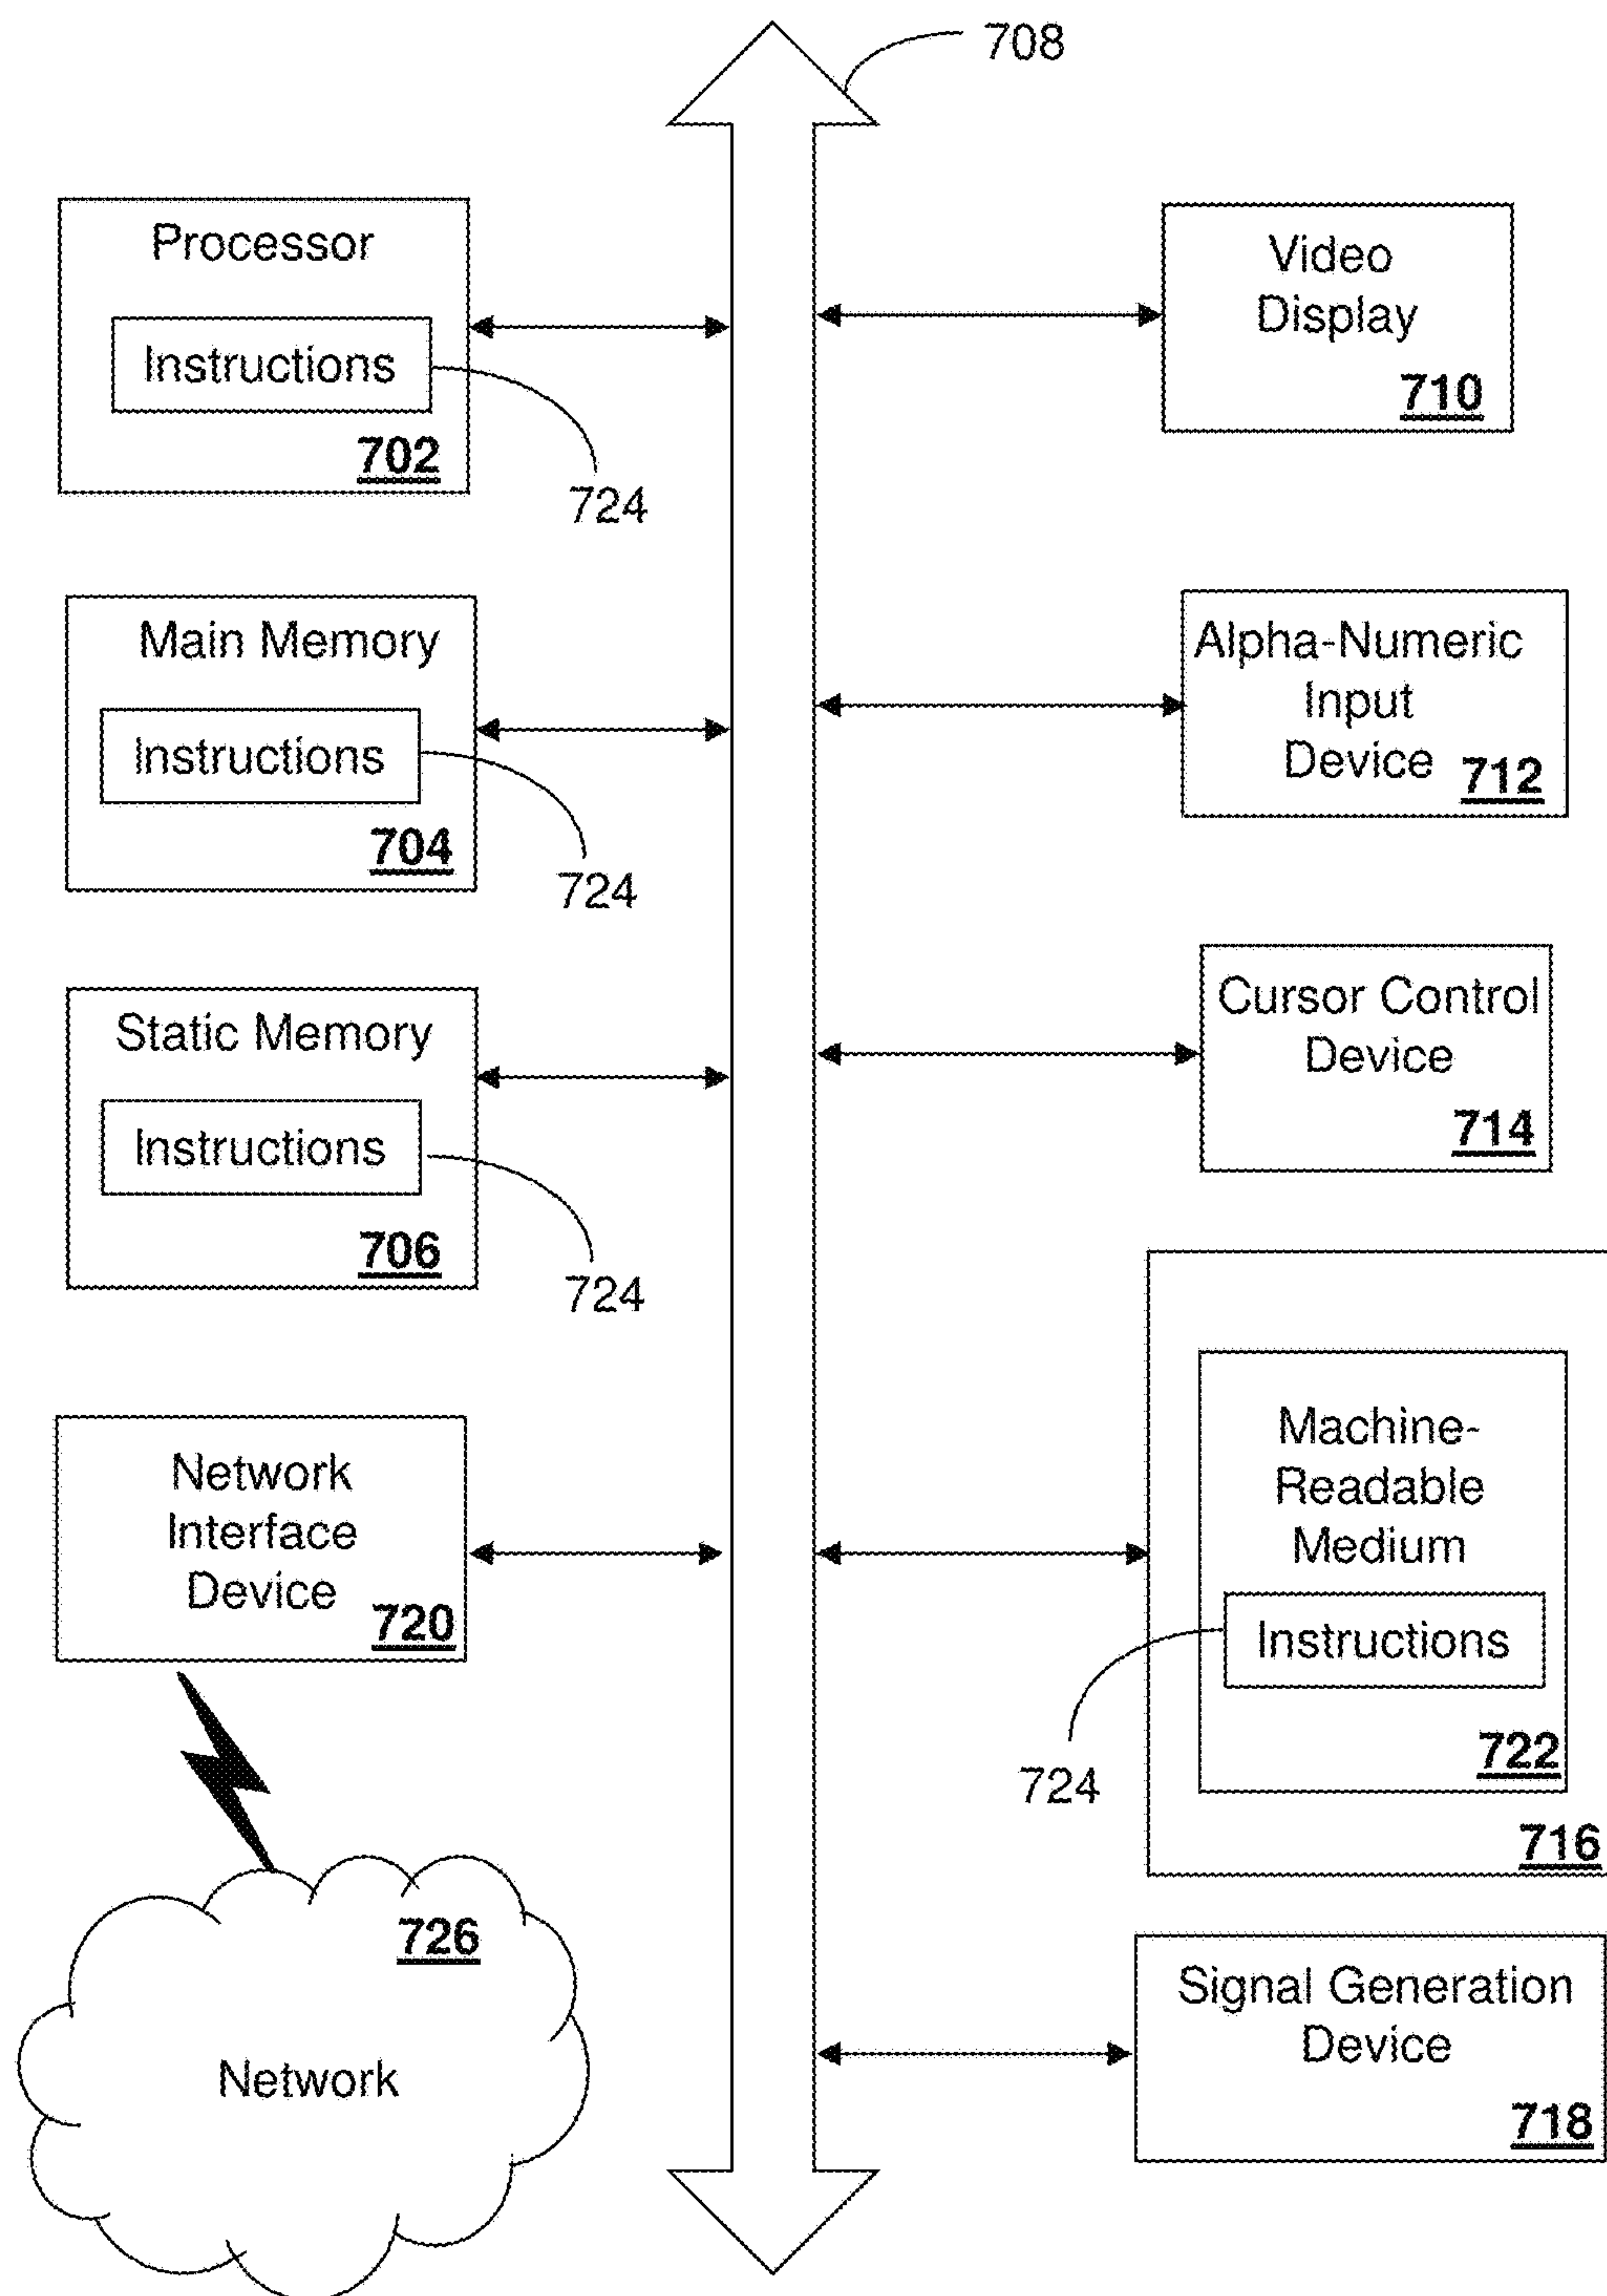 708
Processor
Instructions
702
724
Main Memory
Instructions
704
724
Static Memory
Instructions
706
724
Network
Interface
Device
720
726
Network
Video
Display
710
Alpha-Numeric
Input
Device
712
Cursor Control
Device
714
Machine-
Readable
Medium
Instructions
722
724
716
Signal Generation
Device
718